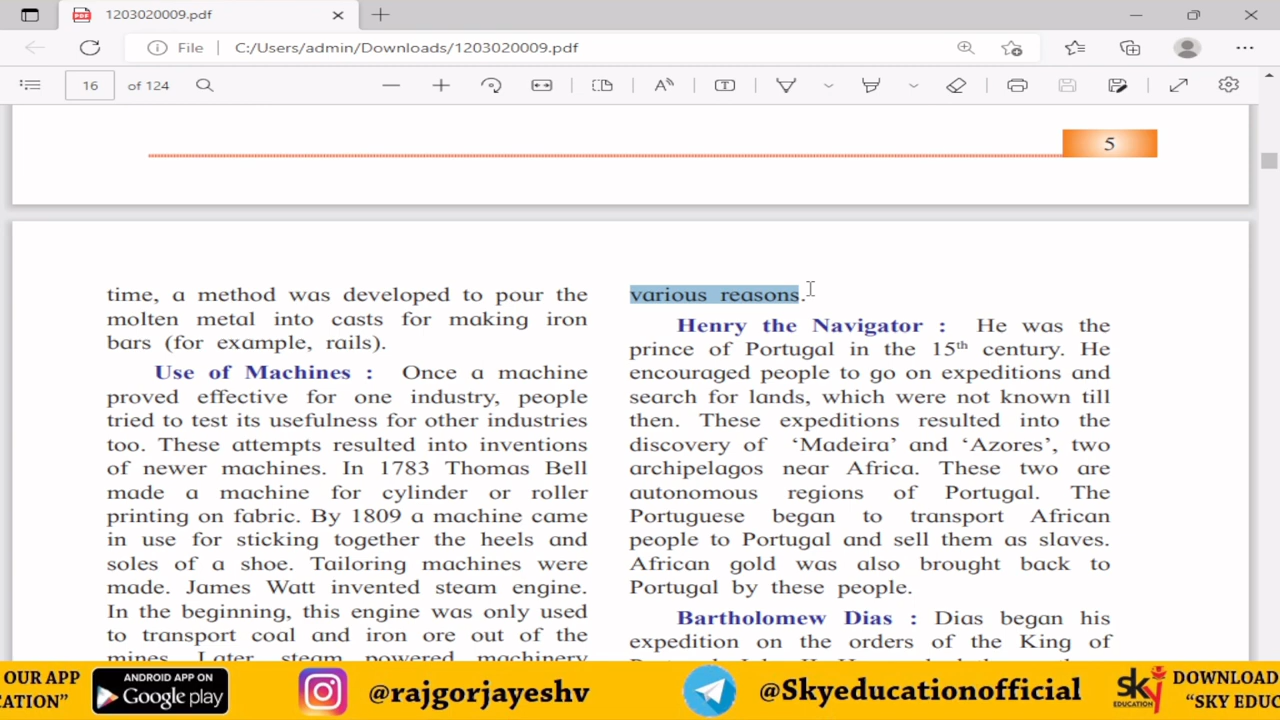 1203020009.pdf
File
C:/Users/admin/Downloads/1203020009.pdf
16 of 124
5
time, a method was developed to pour the
molten metal into casts for making iron
bars (for example, rails).
Use of Machines : Once a machine
proved effective for one industry, people
tried to test its usefulness for other industries
too. These attempts resulted into inventions
of newer machines. In 1783 Thomas Bell
made a machine for cylinder or roller
printing on fabric. By 1809 a machine came
in use for sticking together the heels and
soles of a shoe. Tailoring machines were
made. James Watt invented steam engine.
In the beginning, this engine was only used
to transport coal and iron ore out of the
mines. Later, steam powered machinery
various reasons.
Henry the Navigator : He was the
prince of Portugal in the 15th century. He
encouraged people to go on expeditions and
search for lands, which were not known till
then. These expeditions resulted into the
discovery of ‘Madeira’ and ‘Azores’, two
archipelagos near Africa. These two are
autonomous regions of Portugal. The
Portuguese began to transport African
people to Portugal and sell them as slaves.
African gold was also brought back to
Portugal by these people.
Bartholomew Dias : Dias began his
expedition on the orders of the King of
OUR APP
CATION”
ANDROID APP ON
Google play
@rajgorjayeshv
@Skyeducationofficial
sky
EDUCATION
DOWNLOAD
“SKY EDUC